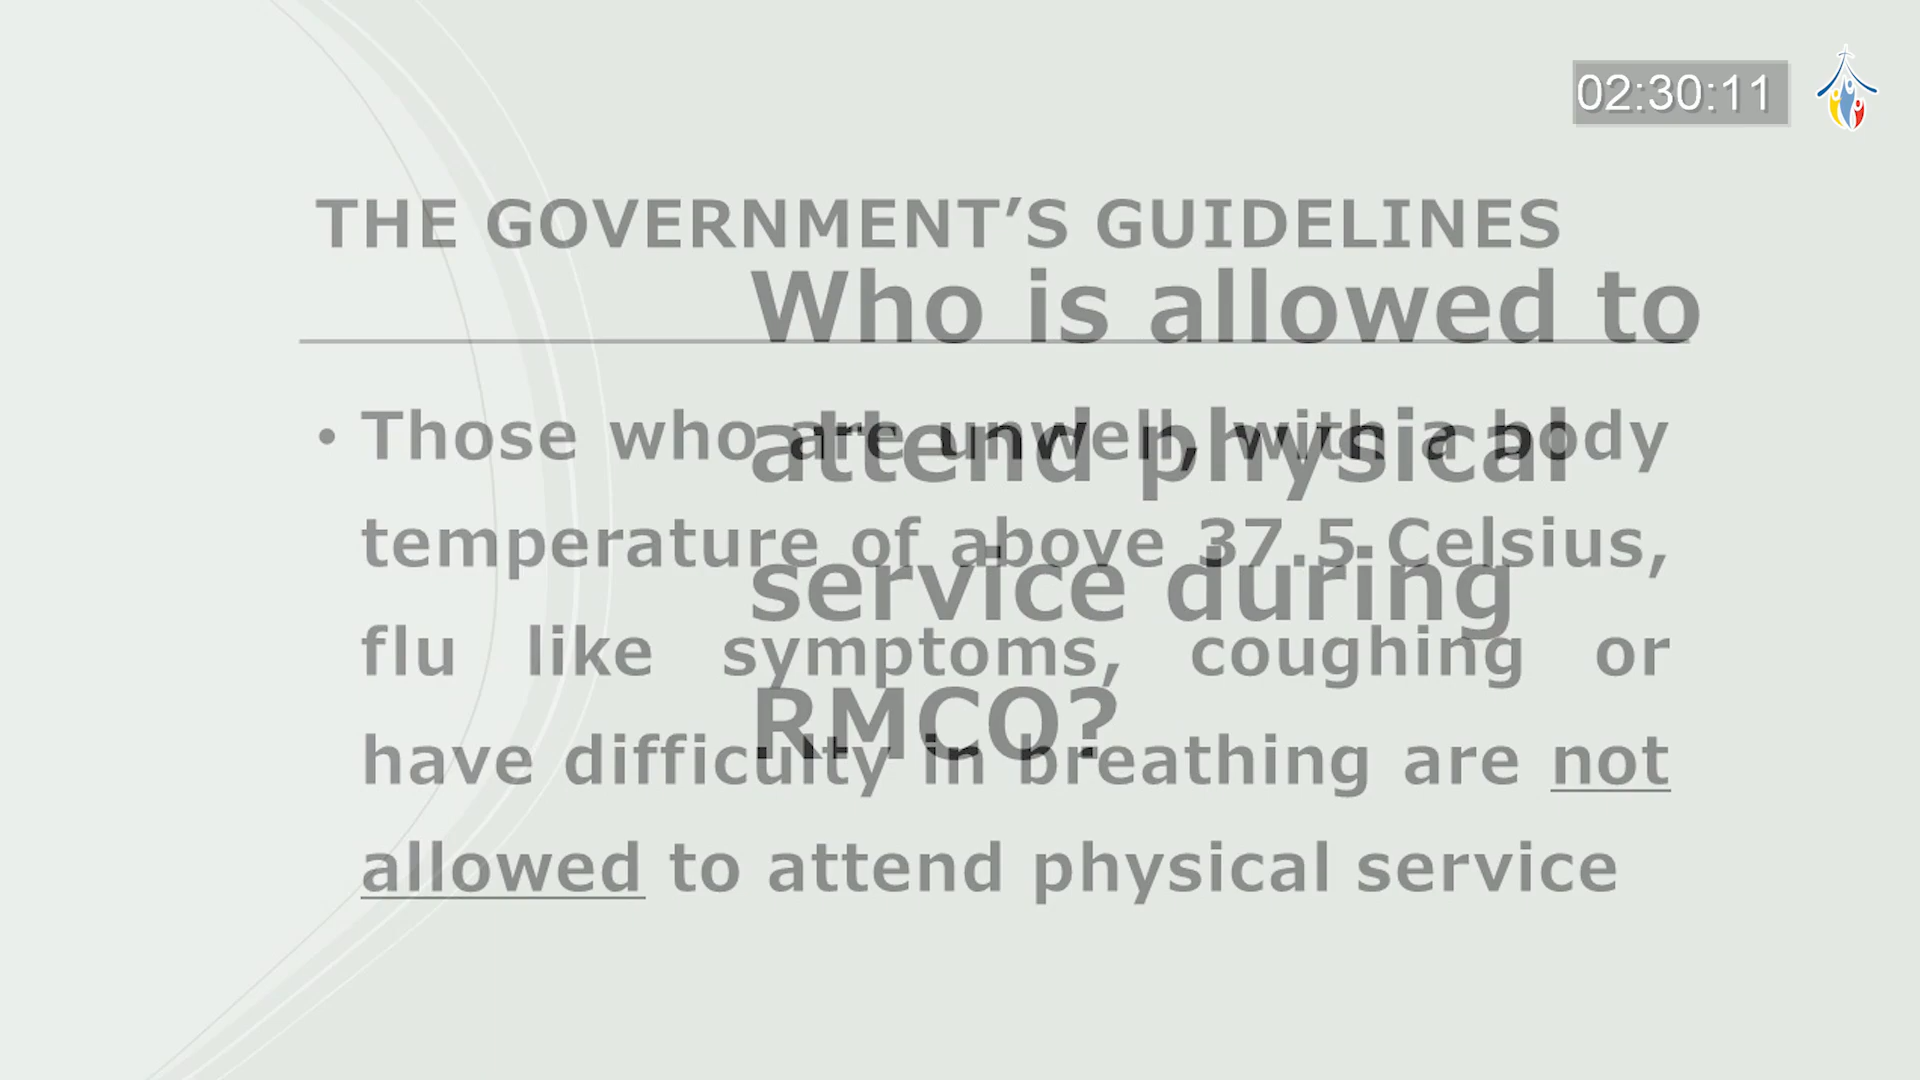 02:30:11
THE GOVERNMENT’S GUIDELINES
• Those who are unwell, with a body
temperature of above 37.5 Celsius,
flu like symptoms, coughing or
have difficulty in breathing are not
allowed to attend physical service
Who is allowed to
attend physical
service during
RMCO?